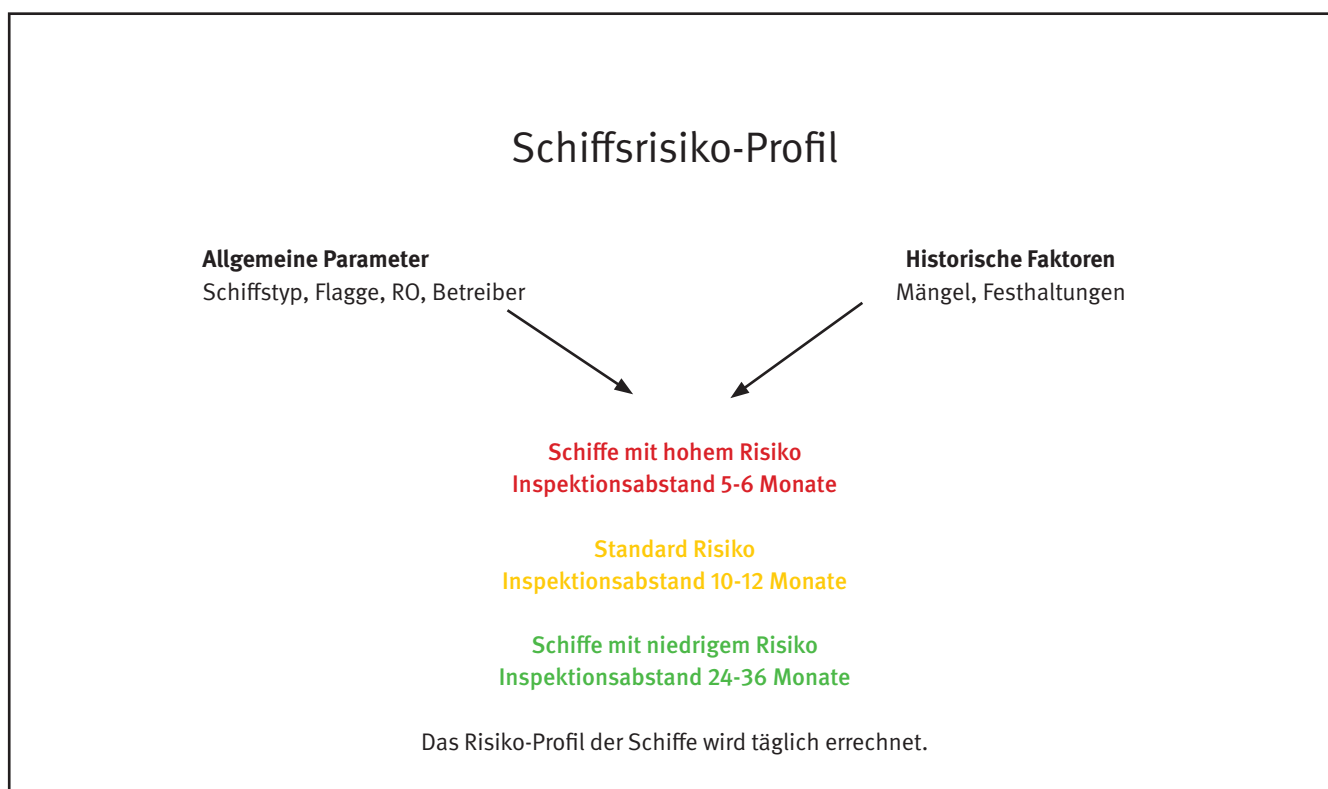 Schiffsrisiko-Profil
Allgemeine Parameter
Schiffstyp, Flagge, RO, Betreiber
Historische Faktoren
Mängel, Festhaltungen
Schiffe mit hohem Risiko
Inspektionsabstand 5-6 Monate
Standard Risiko
Inspektionsabstand 10-12 Monate
Schiffe mit niedrigem Risiko
Inspektionsabstand 24-36 Monate
Das Risiko-Profil der Schiffe wird täglich errechnet.